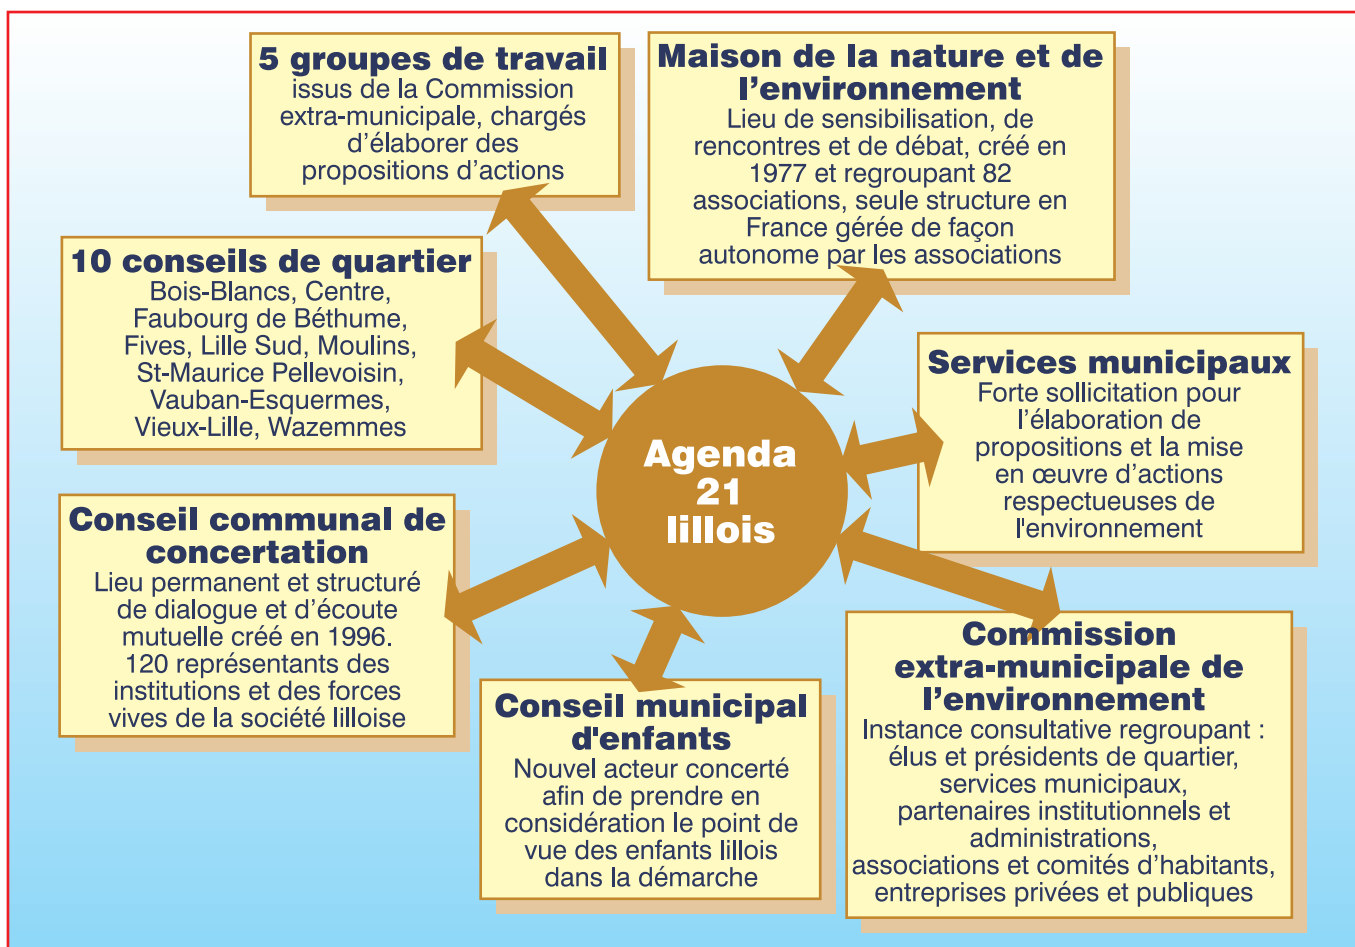 5 groupes de travail
issus de la Commission
extra-municipale, chargés
d’élaborer des
propositions d’actions
Maison de la nature et de
l’environnement
Lieu de sensibilisation, de
rencontres et de débat, créé en
1977 et regroupant 82
associations, seule structure en
France gérée de façon
autonome par les associations
10 conseils de quartier
Bois-Blancs, Centre,
Faubourg de Béthume,
Fives, Lille Sud, Moulins,
St-Maurice Pellevoisin,
Vauban-Esquermes,
Vieux-Lille, Wazemmes
Services municipaux
Forte sollicitation pour
l’élaboration de
propositions et la mise
en œuvre d’actions
respectueuses de
l'environnement
Agenda
21
lillois
Conseil communal de
concertation
Lieu permanent et structuré
de dialogue et d’écoute
mutuelle créé en 1996.
120 représentants des
institutions et des forces
vives de la société lilloise
Conseil municipal
d'enfants
Nouvel acteur concerté
afin de prendre en
considération le point de
vue des enfants lillois
dans la démarche
Commission
extra-municipale de
l’environnement
Instance consultative regroupant :
élus et présidents de quartier,
services municipaux,
partenaires institutionnels et
administrations,
associations et comités d’habitants,
entreprises privées et publiques